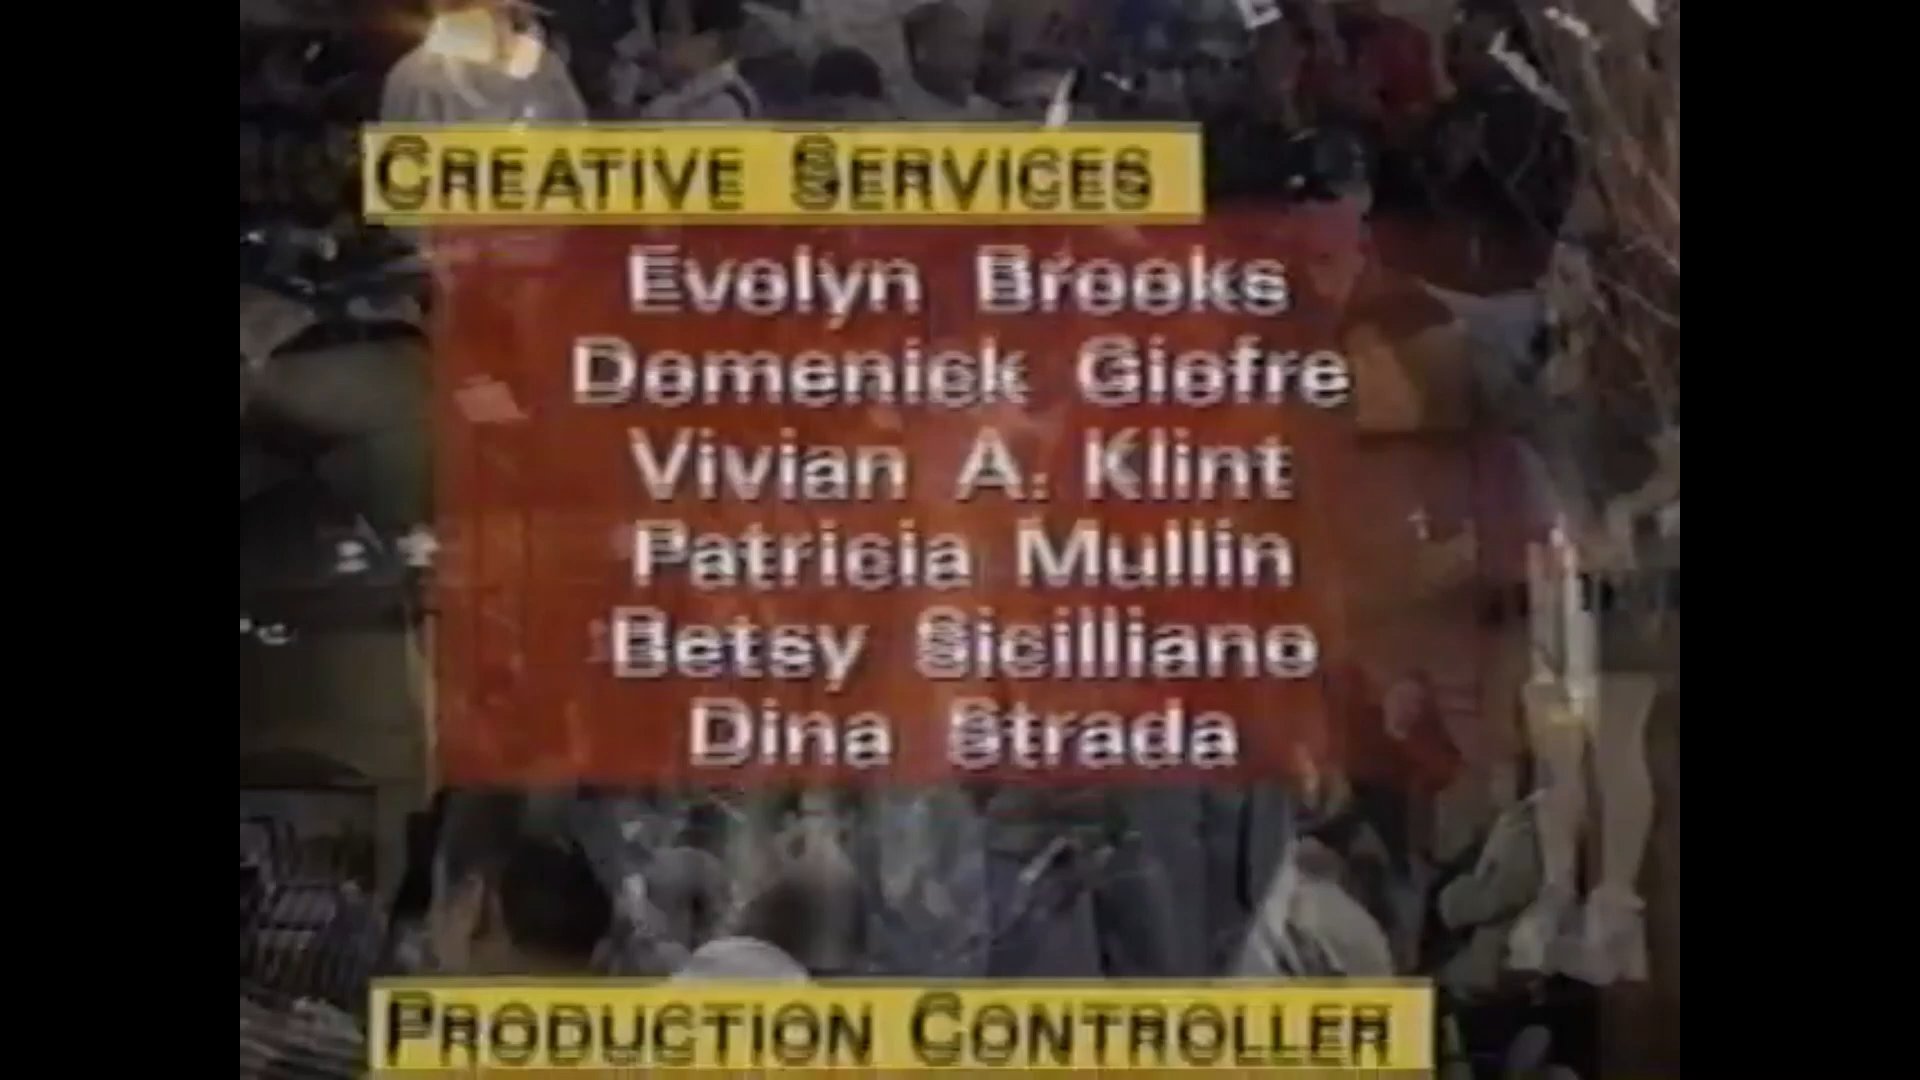 CREATIVE SERVICES
Evelyn Brooks
Domenick Giofre
Vivian A. Klint
Patricia Mullin
Betsy Sicilliano
Dina Strada
PRODUCTION CONTROLLER